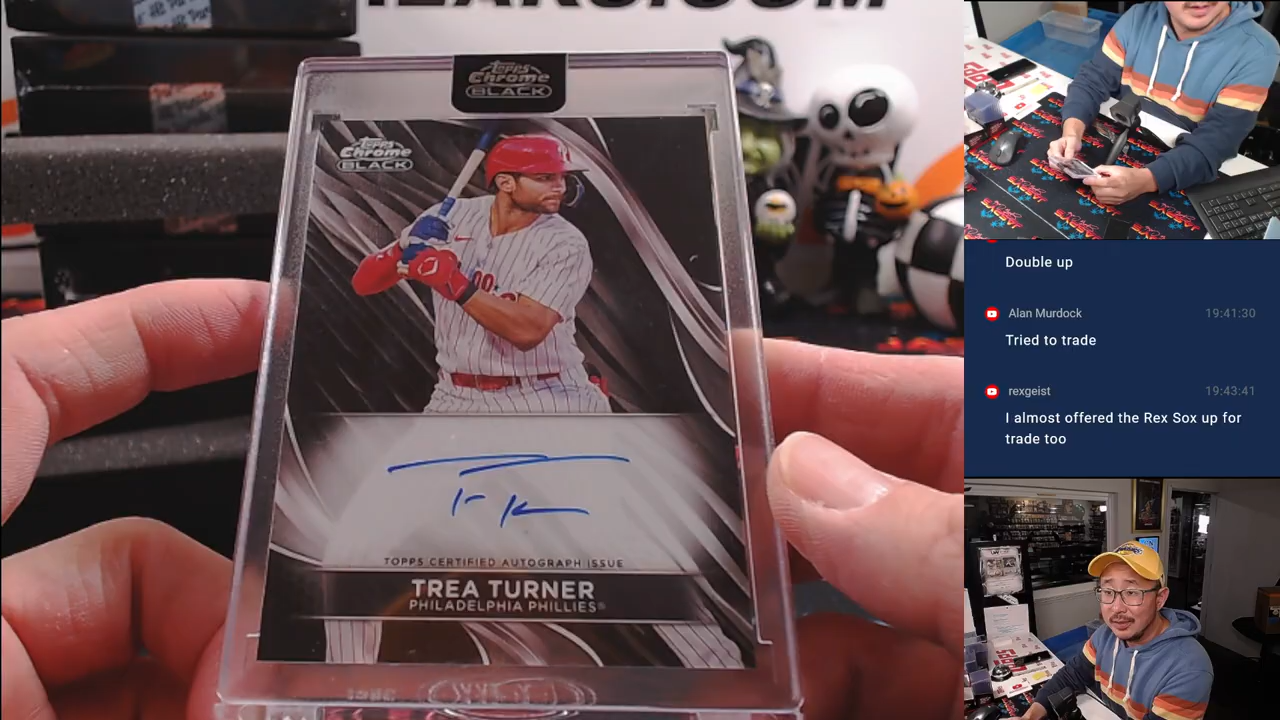 Topps
Chrome
BLACK
Topps
Chrome
BLACK
TOPPS CERTIFIED AUTOGRAPH ISSUE
TREA TURNER
PHILADELPHIA PHILLIES®
Double up
Alan Murdock 19:41:30
Tried to trade
rexgeist 19:43:41
I almost offered the Rex Sox up for
trade too